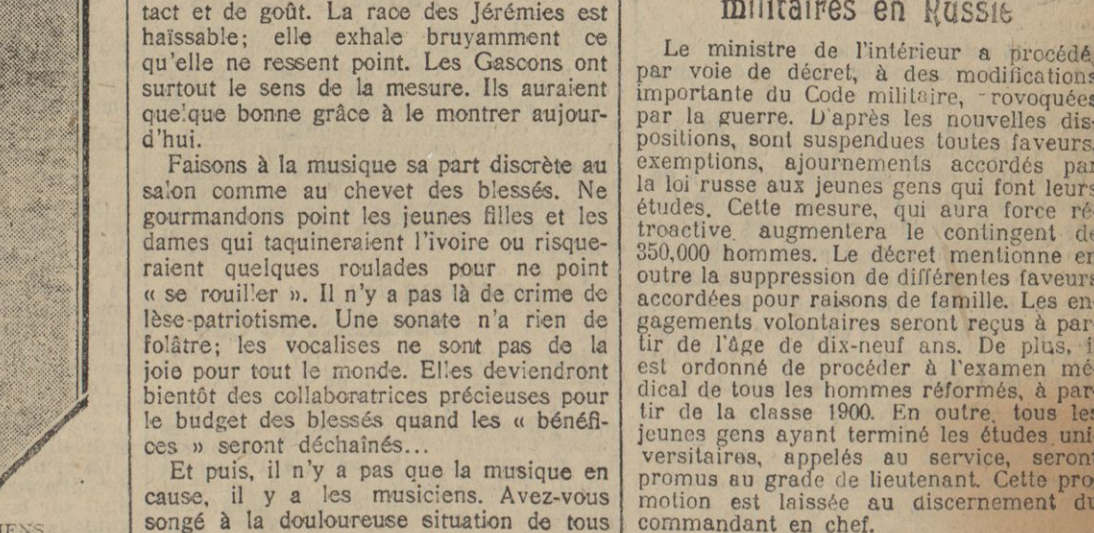 tact et de goût. La race des Jérémies est
haïssable; elle exhale bruyamment ce
qu'elle ne ressent point. Les Gascons ont
surtout le sens de la mesure. Ils auraient
quelque bonne grâce à le montrer aujour-
d'hui.
Faisons à la musique sa part discrète au
salon comme au chevet des blessés. Ne
gourmandons point les jeunes filles et les
dames qui taquineraient l'ivoire ou risque-
raient quelques roulades pour ne point
« se rouiller ». Il n'y a pas là de crime de
lèse-patriotisme. Une sonate n'a rien de
folâtre; les vocalises ne sont pas de la
joie pour tout le monde. Elles deviendront
bientôt des collaboratrices précieuses pour
le budget des blessés quand les « bénéfi-
ces » seront déchaînés...
Et puis, il n'y a pas que la musique en
cause, il y a les musiciens. Avez-vous
songé à la douloureuse situation de tous
militaires en Russie
Le ministre de l'intérieur a procédé,
par voie de décret, à des modifications
importante du Code militaire, -rovoquées
par la guerre. D'après les nouvelles dis-
positions, sont suspendues toutes faveurs,
exemptions, ajournements accordés par
la loi russe aux jeunes gens qui font leurs
études. Cette mesure, qui aura force ré-
troactive, augmentera le contingent de
350,000 hommes. Le décret mentionne en
outre la suppression de différentes faveurs
accordées pour raisons de famille. Les en-
gagements volontaires seront reçus à par-
tir de l'âge de dix-neuf ans. De plus, i
est ordonné de procéder à l'examen mé-
dical de tous les hommes réformés, à par-
tir de la classe 1900. En outre, tous les
jeunes gens ayant terminé les études uni-
versitaires, appelés au service, seront
promus au grade de lieutenant. Cette pro-
motion est laissée au discernement du
commandant en chef.